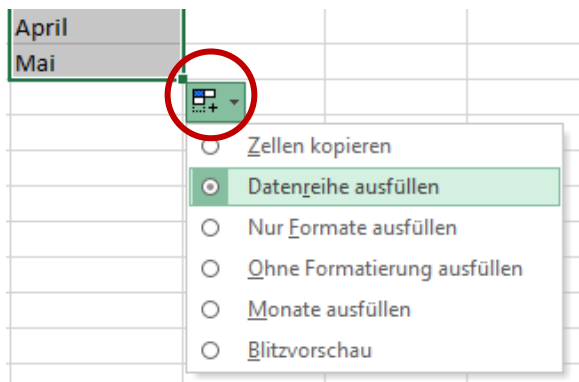 April
Mai
Zellen kopieren
Datenreihe ausfüllen
Nur Formate ausfüllen
Ohne Formatierung ausfüllen
Monate ausfüllen
Blitzvorschau